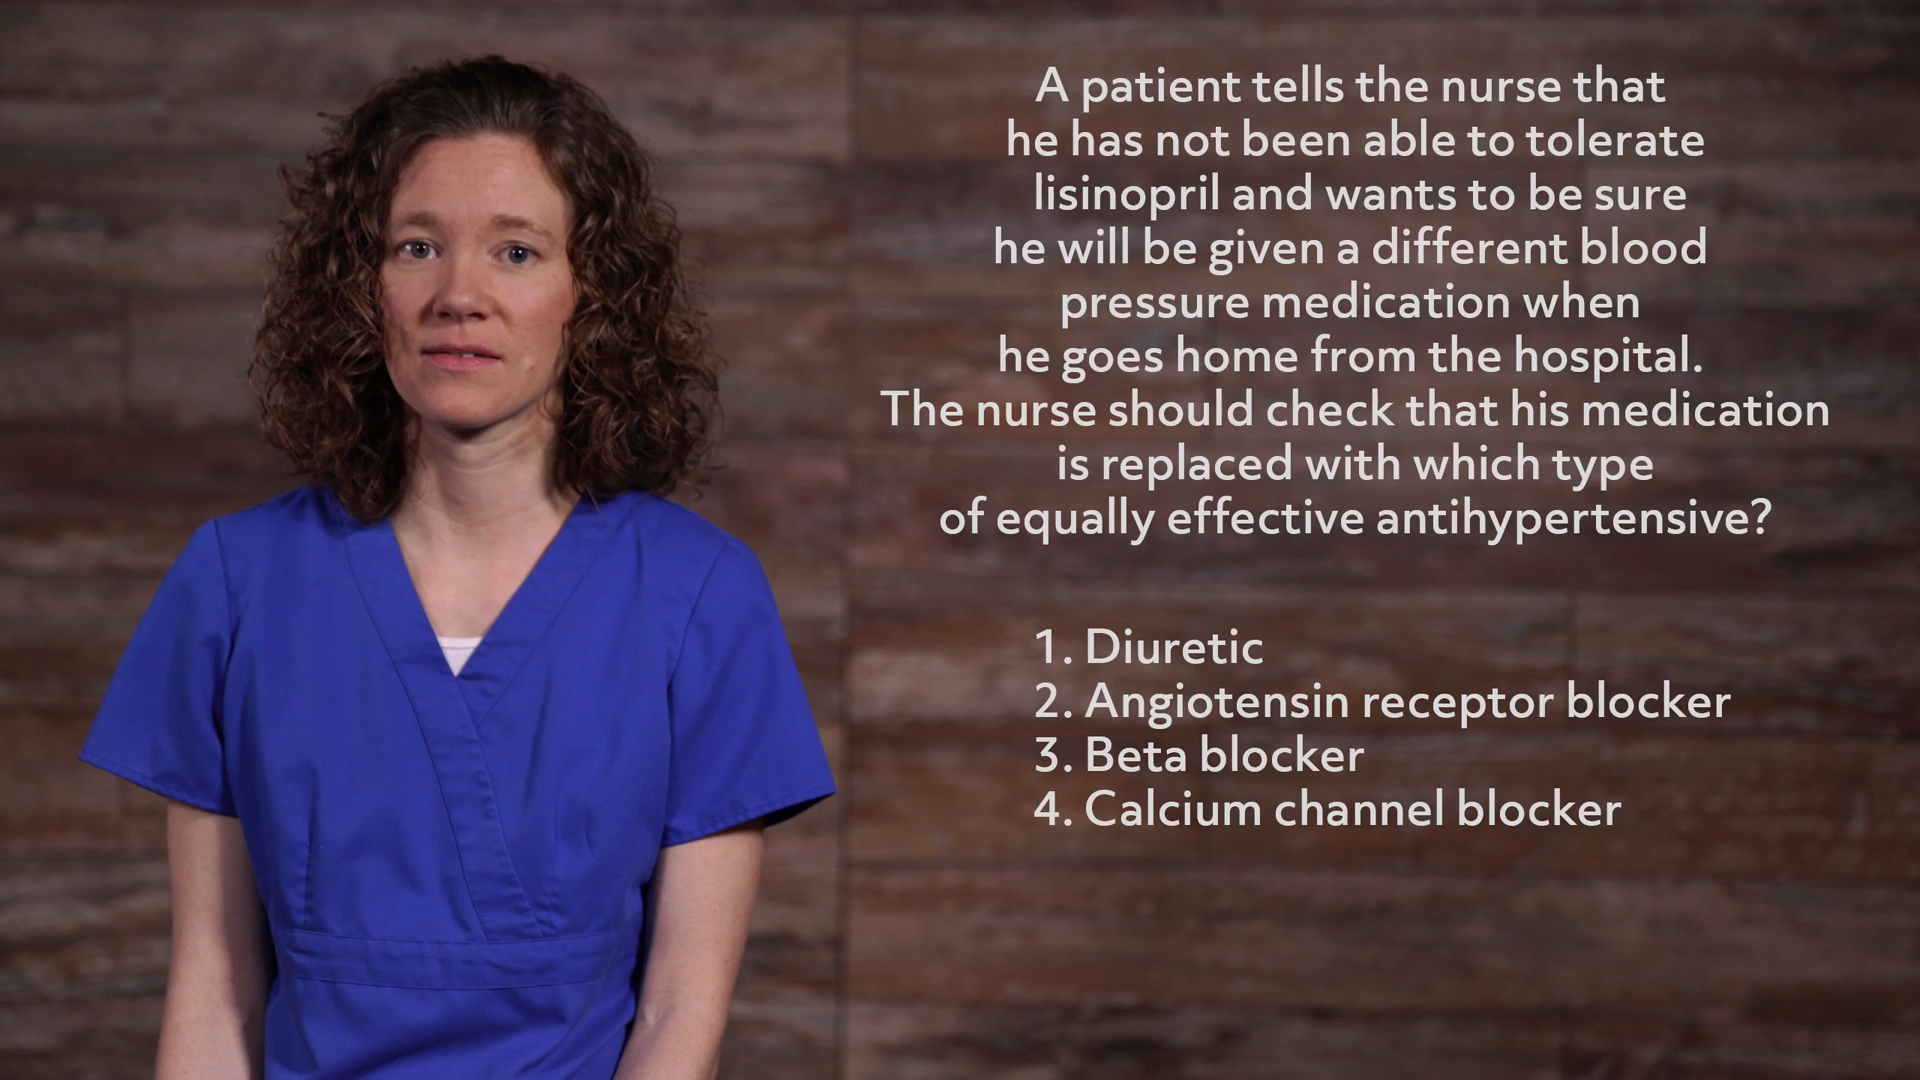 A patient tells the nurse that
he has not been able to tolerate
lisinopril and wants to be sure
he will be given a different blood
pressure medication when
he goes home from the hospital.
The nurse should check that his medication
is replaced with which type
of equally effective antihypertensive?
1. Diuretic
2. Angiotensin receptor blocker
3. Beta blocker
4. Calcium channel blocker